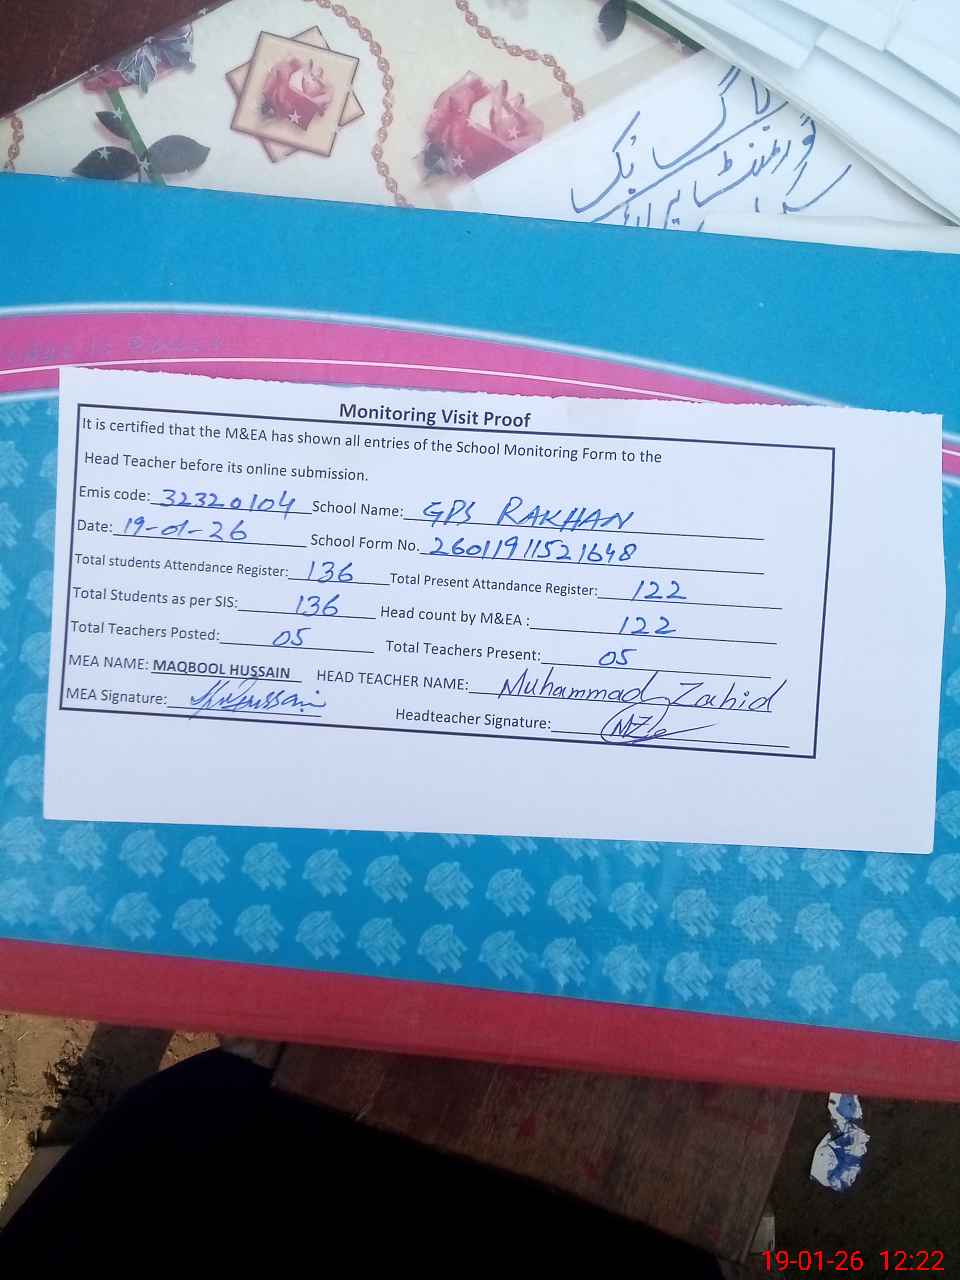 گورنمنٹ پرائمری
Monitoring Visit Proof
It is certified that the M&EA has shown all entries of the School Monitoring Form to the
Head Teacher before its online submission.
Emis code: 32320104 School Name: GPS RAKHAN
Date: 19-01-26 School Form No. 26011911521648
Total students Attendance Register: 136 Total Present Attandance Register: 122
Total Students as per SIS: 136 Head count by M&EA : 122
Total Teachers Posted: 05 Total Teachers Present: 05
MEA NAME: MAQBOOL HUSSAIN HEAD TEACHER NAME: Muhammad Zahid
MEA Signature: Headteacher Signature: MZ
19-01-26 12:22